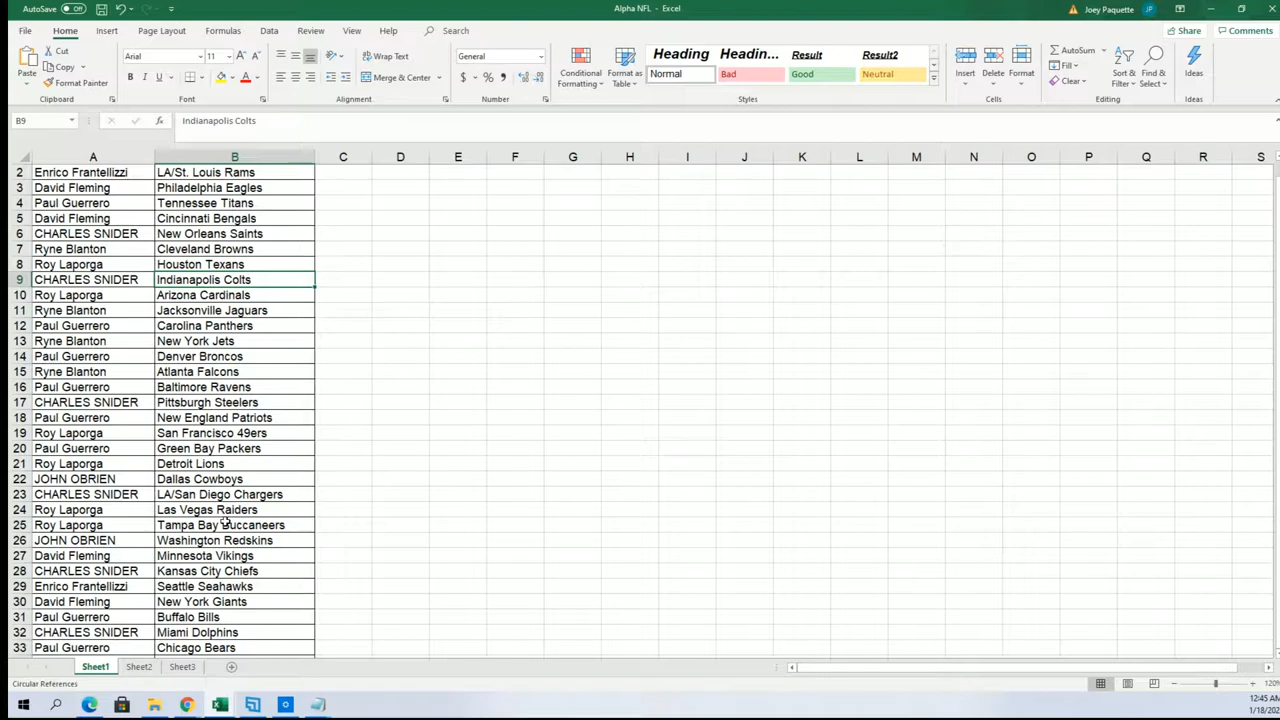 AutoSave Off Alpha NFL - Excel Joey Paquette JP
File Home Insert Page Layout Formulas Data Review View Help Search Share Comments
Cut
Copy
Format Painter
Paste
Clipboard
Arial 11
B I U
Font
Wrap Text
Merge & Center
Alignment
General
$ % ,
Number
Conditional Formatting
Format as Table
Heading Headin... Result Result2
Normal Bad Good Neutral
Styles
Insert Delete Format
Cells
AutoSum
Fill
Clear
Sort & Filter
Find & Select
Editing
Ideas
Ideas
B9 fx Indianapolis Colts
A B C D E F G H I J K L M N O P Q R S
2 Enrico Frantellizzi LA/St. Louis Rams
3 David Fleming Philadelphia Eagles
4 Paul Guerrero Tennessee Titans
5 David Fleming Cincinnati Bengals
6 CHARLES SNIDER New Orleans Saints
7 Ryne Blanton Cleveland Browns
8 Roy Laporga Houston Texans
9 CHARLES SNIDER Indianapolis Colts
10 Roy Laporga Arizona Cardinals
11 Ryne Blanton Jacksonville Jaguars
12 Paul Guerrero Carolina Panthers
13 Ryne Blanton New York Jets
14 Paul Guerrero Denver Broncos
15 Ryne Blanton Atlanta Falcons
16 Paul Guerrero Baltimore Ravens
17 CHARLES SNIDER Pittsburgh Steelers
18 Paul Guerrero New England Patriots
19 Roy Laporga San Francisco 49ers
20 Paul Guerrero Green Bay Packers
21 Roy Laporga Detroit Lions
22 JOHN OBRIEN Dallas Cowboys
23 CHARLES SNIDER LA/San Diego Chargers
24 Roy Laporga Las Vegas Raiders
25 Roy Laporga Tampa Bay Buccaneers
26 JOHN OBRIEN Washington Redskins
27 David Fleming Minnesota Vikings
28 CHARLES SNIDER Kansas City Chiefs
29 Enrico Frantellizzi Seattle Seahawks
30 David Fleming New York Giants
31 Paul Guerrero Buffalo Bills
32 CHARLES SNIDER Miami Dolphins
33 Paul Guerrero Chicago Bears
Sheet1 Sheet2 Sheet3
Circular References 120%
12:45 AM
1/18/202